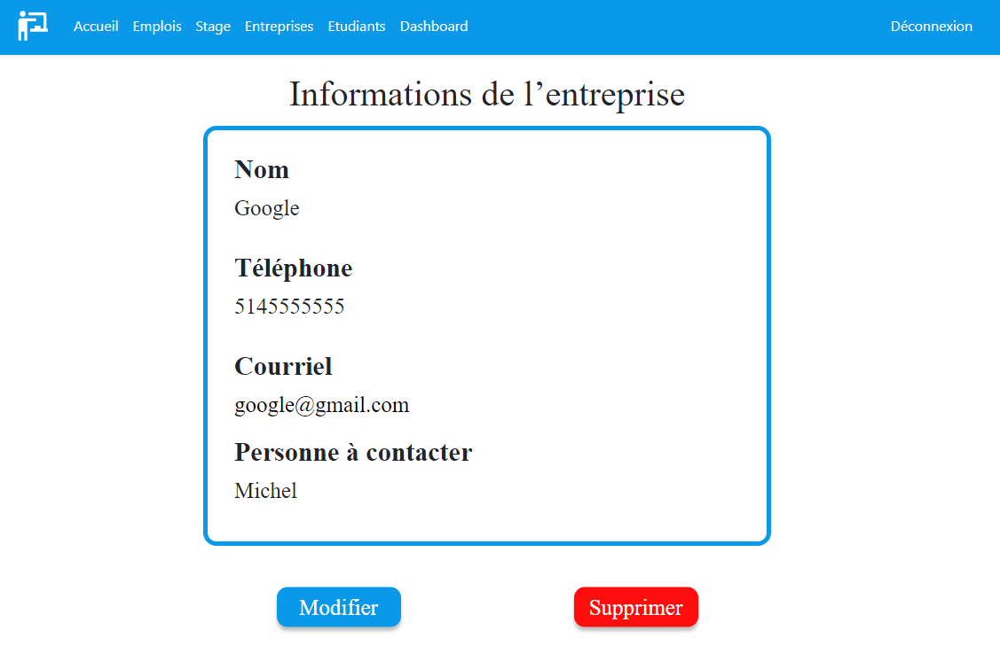 Accueil Emplois Stage Entreprises Etudiants Dashboard Déconnexion
Informations de l’entreprise
Nom
Google
Téléphone
5145555555
Courriel
google@gmail.com
Personne à contacter
Michel
Modifier Supprimer